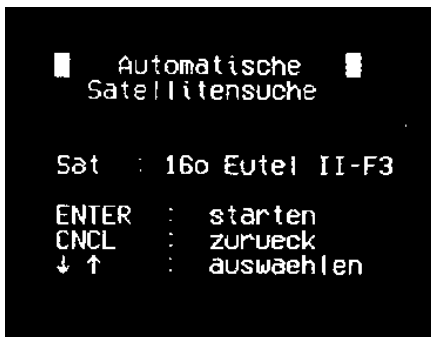 Automatische
Satellitensuche
Sat : 16o Eutel II-F3
ENTER : starten
CNCL : zurueck
↓ ↑ : auswaehlen